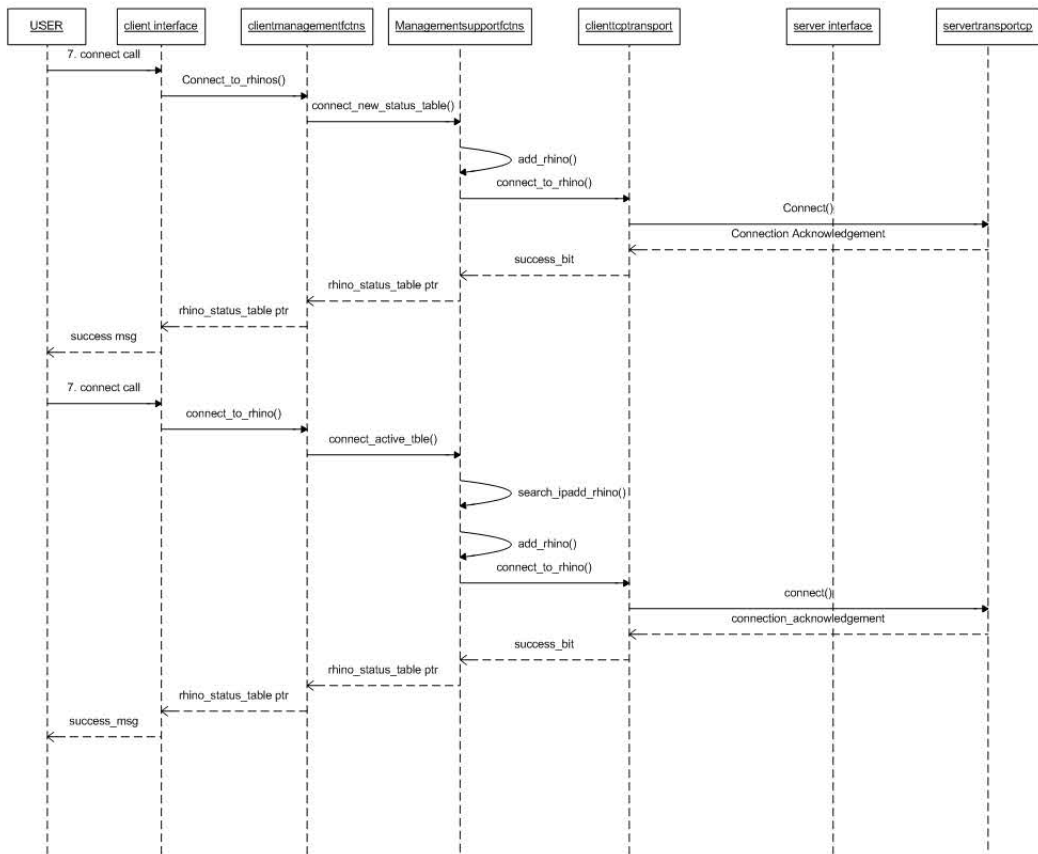 USER client interface clientmanagementfctns Managementsupportfctns clienttcptransport server interface servertransportcp
7. connect call
Connect_to_rhinos()
connect_new_status_table()
add_rhino()
connect_to_rhino()
Connect()
Connection Acknowledgement
success_bit
rhino_status_table ptr
rhino_status_table ptr
success msg
7. connect call
connect_to_rhino()
connect_active_tble()
search_ipadd_rhino()
add_rhino()
connect_to_rhino()
connect()
connection_acknowledgement
success_bit
rhino_status_table ptr
rhino_status_table ptr
success_msg